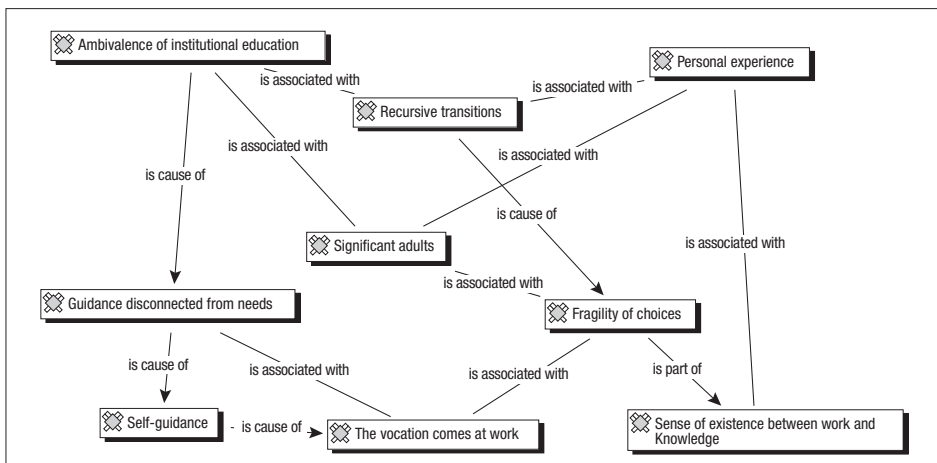 Ambivalence of institutional education
Personal experience
is associated with
is associated with
Recursive transitions
is associated with
is associated with
is cause of
is cause of
Significant adults
is associated with
is associated with
Guidance disconnected from needs
Fragility of choices
is cause of
is associated with
is associated with
is part of
Self-guidance
is cause of
The vocation comes at work
Sense of existence between work and
Knowledge